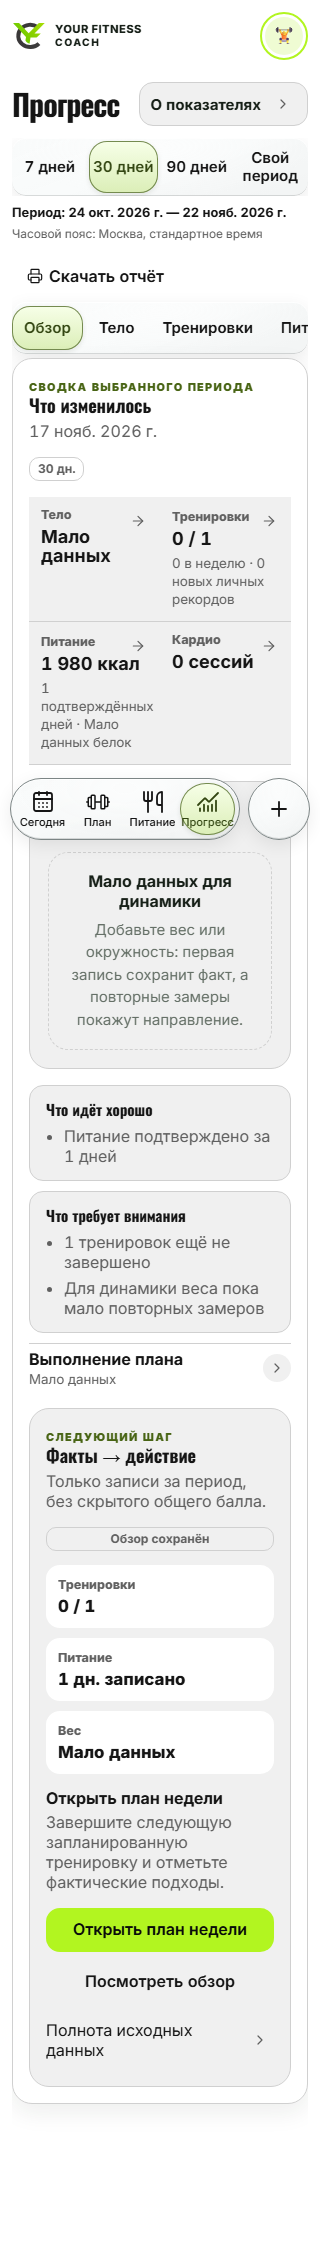 YOUR FITNESS
COACH
Прогресс
О показателях
7 дней
30 дней
90 дней
Свой
период
Период: 24 окт. 2026 г. — 22 нояб. 2026 г.
Часовой пояс: Москва, стандартное время
Скачать отчёт
Обзор
Тело
Тренировки
Пит
СВОДКА ВЫБРАННОГО ПЕРИОДА
Что изменилось
17 нояб. 2026 г.
30 дн.
Тело
Мало
данных
Тренировки
0 / 1
0 в неделю · 0
новых личных
рекордов
Питание
1 980 ккал
1
подтверждённых
дней · Мало
данных белок
Кардио
0 сессий
Сегодня
План
Питание
Прогресс
Мало данных для
динамики
Добавьте вес или
окружность: первая
запись сохранит факт, а
повторные замеры
покажут направление.
Что идёт хорошо
• Питание подтверждено за
1 дней
Что требует внимания
• 1 тренировок ещё не
завершено
• Для динамики веса пока
мало повторных замеров
Выполнение плана
Мало данных
СЛЕДУЮЩИЙ ШАГ
Факты → действие
Только записи за период,
без скрытого общего балла.
Обзор сохранён
Тренировки
0 / 1
Питание
1 дн. записано
Вес
Мало данных
Открыть план недели
Завершите следующую
запланированную
тренировку и отметьте
фактические подходы.
Открыть план недели
Посмотреть обзор
Полнота исходных
данных